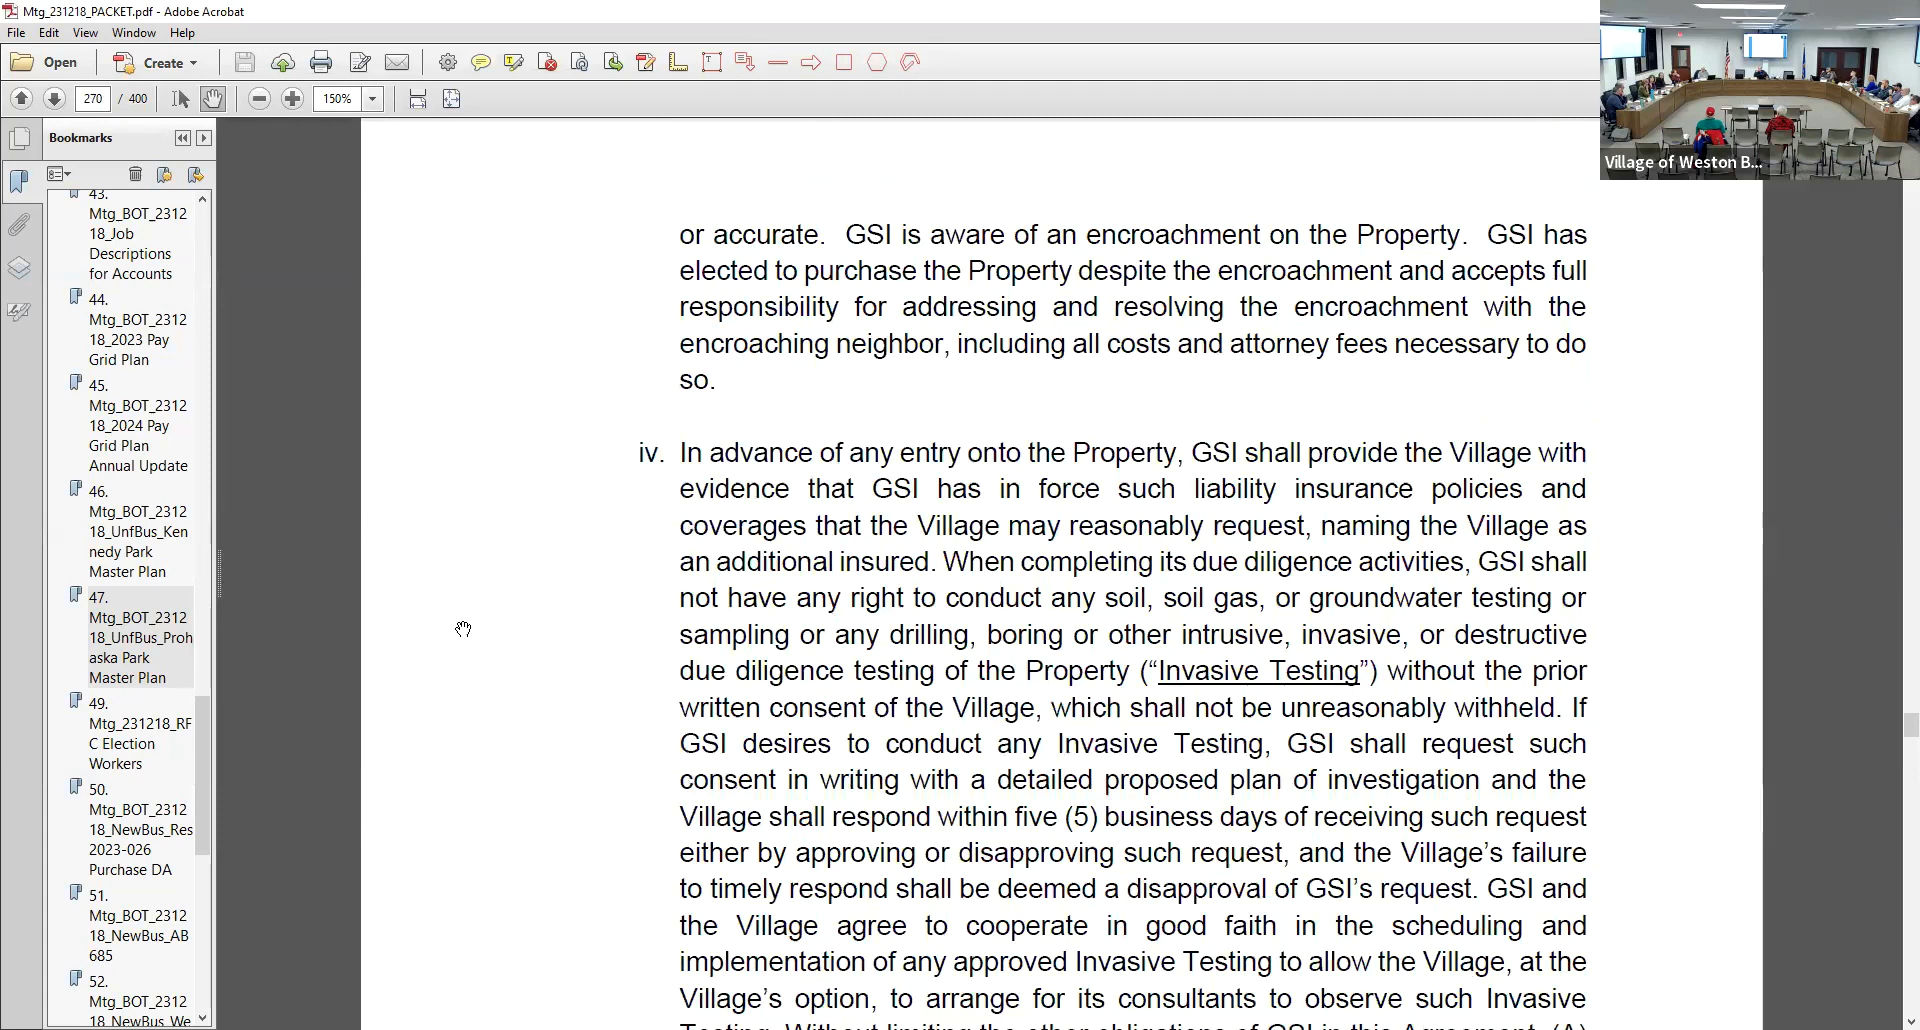 Mtg_231218_PACKET.pdf - Adobe Acrobat
File Edit View Window Help
Open Create
270 / 400 150%
Bookmarks
43.
Mtg_BOT_2312
18_Job
Descriptions
for Accounts
44.
Mtg_BOT_2312
18_2023 Pay
Grid Plan
45.
Mtg_BOT_2312
18_2024 Pay
Grid Plan
Annual Update
46.
Mtg_BOT_2312
18_UnfBus_Ken
nedy Park
Master Plan
47.
Mtg_BOT_2312
18_UnfBus_Proh
aska Park
Master Plan
49.
Mtg_231218_RF
C Election
Workers
50.
Mtg_BOT_2312
18_NewBus_Res
2023-026
Purchase DA
51.
Mtg_BOT_2312
18_NewBus_AB
685
52.
Mtg_BOT_2312
18_NewBus_We
Village of Weston B...
or accurate. GSI is aware of an encroachment on the Property. GSI has
elected to purchase the Property despite the encroachment and accepts full
responsibility for addressing and resolving the encroachment with the
encroaching neighbor, including all costs and attorney fees necessary to do
so.
iv. In advance of any entry onto the Property, GSI shall provide the Village with
evidence that GSI has in force such liability insurance policies and
coverages that the Village may reasonably request, naming the Village as
an additional insured. When completing its due diligence activities, GSI shall
not have any right to conduct any soil, soil gas, or groundwater testing or
sampling or any drilling, boring or other intrusive, invasive, or destructive
due diligence testing of the Property (“Invasive Testing”) without the prior
written consent of the Village, which shall not be unreasonably withheld. If
GSI desires to conduct any Invasive Testing, GSI shall request such
consent in writing with a detailed proposed plan of investigation and the
Village shall respond within five (5) business days of receiving such request
either by approving or disapproving such request, and the Village’s failure
to timely respond shall be deemed a disapproval of GSI’s request. GSI and
the Village agree to cooperate in good faith in the scheduling and
implementation of any approved Invasive Testing to allow the Village, at the
Village’s option, to arrange for its consultants to observe such Invasive
Testing. Without limiting the other obligations of GSI in this Agreement, (A)